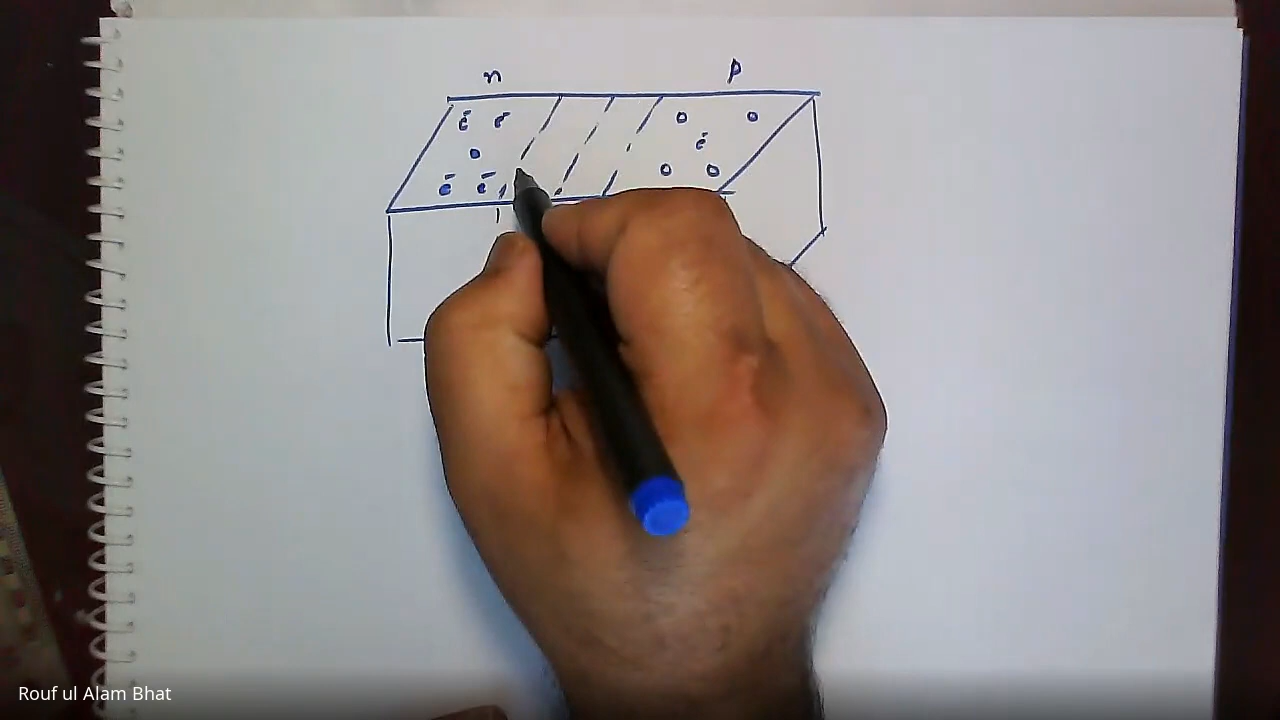 n p
ē ē o o
ē
o
ē ē o o
Rouf ul Alam Bhat